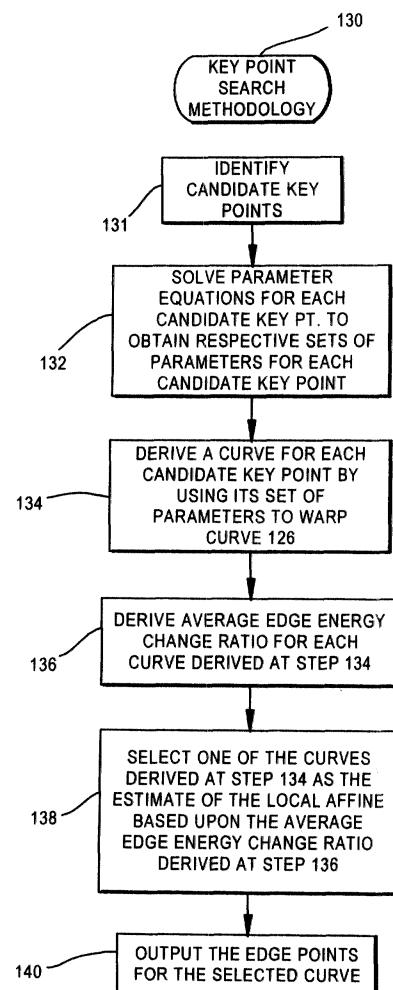 130
KEY POINT
SEARCH
METHODOLOGY
IDENTIFY
CANDIDATE KEY
POINTS
131
SOLVE PARAMETER
EQUATIONS FOR EACH
CANDIDATE KEY PT. TO
OBTAIN RESPECTIVE SETS OF
PARAMETERS FOR EACH
CANDIDATE KEY POINT
132
DERIVE A CURVE FOR EACH
CANDIDATE KEY POINT BY
USING ITS SET OF
PARAMETERS TO WARP
CURVE 126
134
DERIVE AVERAGE EDGE ENERGY
CHANGE RATIO FOR EACH
CURVE DERIVED AT STEP 134
136
SELECT ONE OF THE CURVES
DERIVED AT STEP 134 AS THE
ESTIMATE OF THE LOCAL AFFINE
BASED UPON THE AVERAGE
EDGE ENERGY CHANGE RATIO
DERIVED AT STEP 136
138
OUTPUT THE EDGE POINTS
FOR THE SELECTED CURVE
140